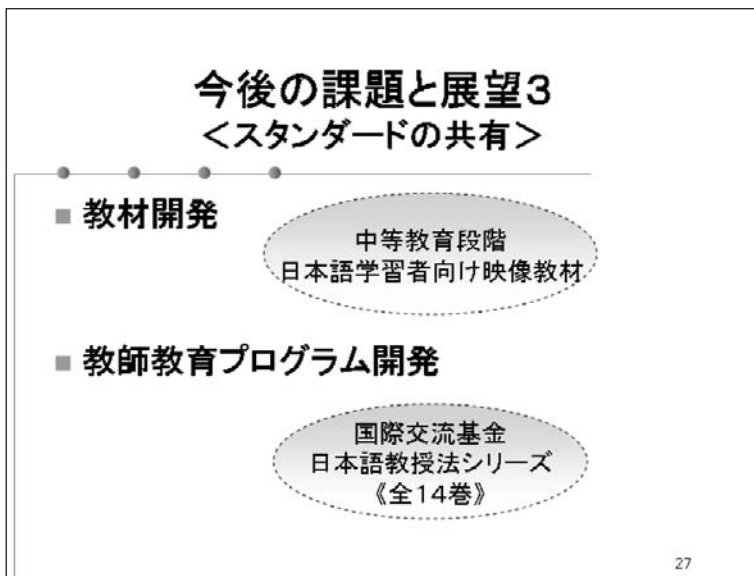 今後の課題と展望3
＜スタンダードの共有＞
教材開発
中等教育段階
日本語学習者向け映像教材
教師教育プログラム開発
国際交流基金
日本語教授法シリーズ
《全14巻》
27